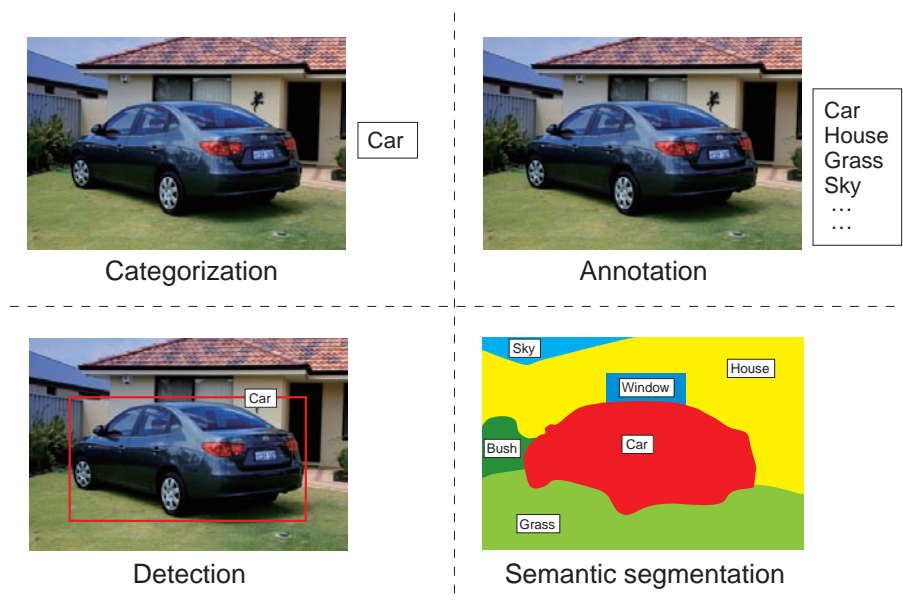 Car
Categorization
Car
House
Grass
Sky
...
...
Annotation
Car
Detection
Sky
House
Window
Bush
Car
Grass
Semantic segmentation